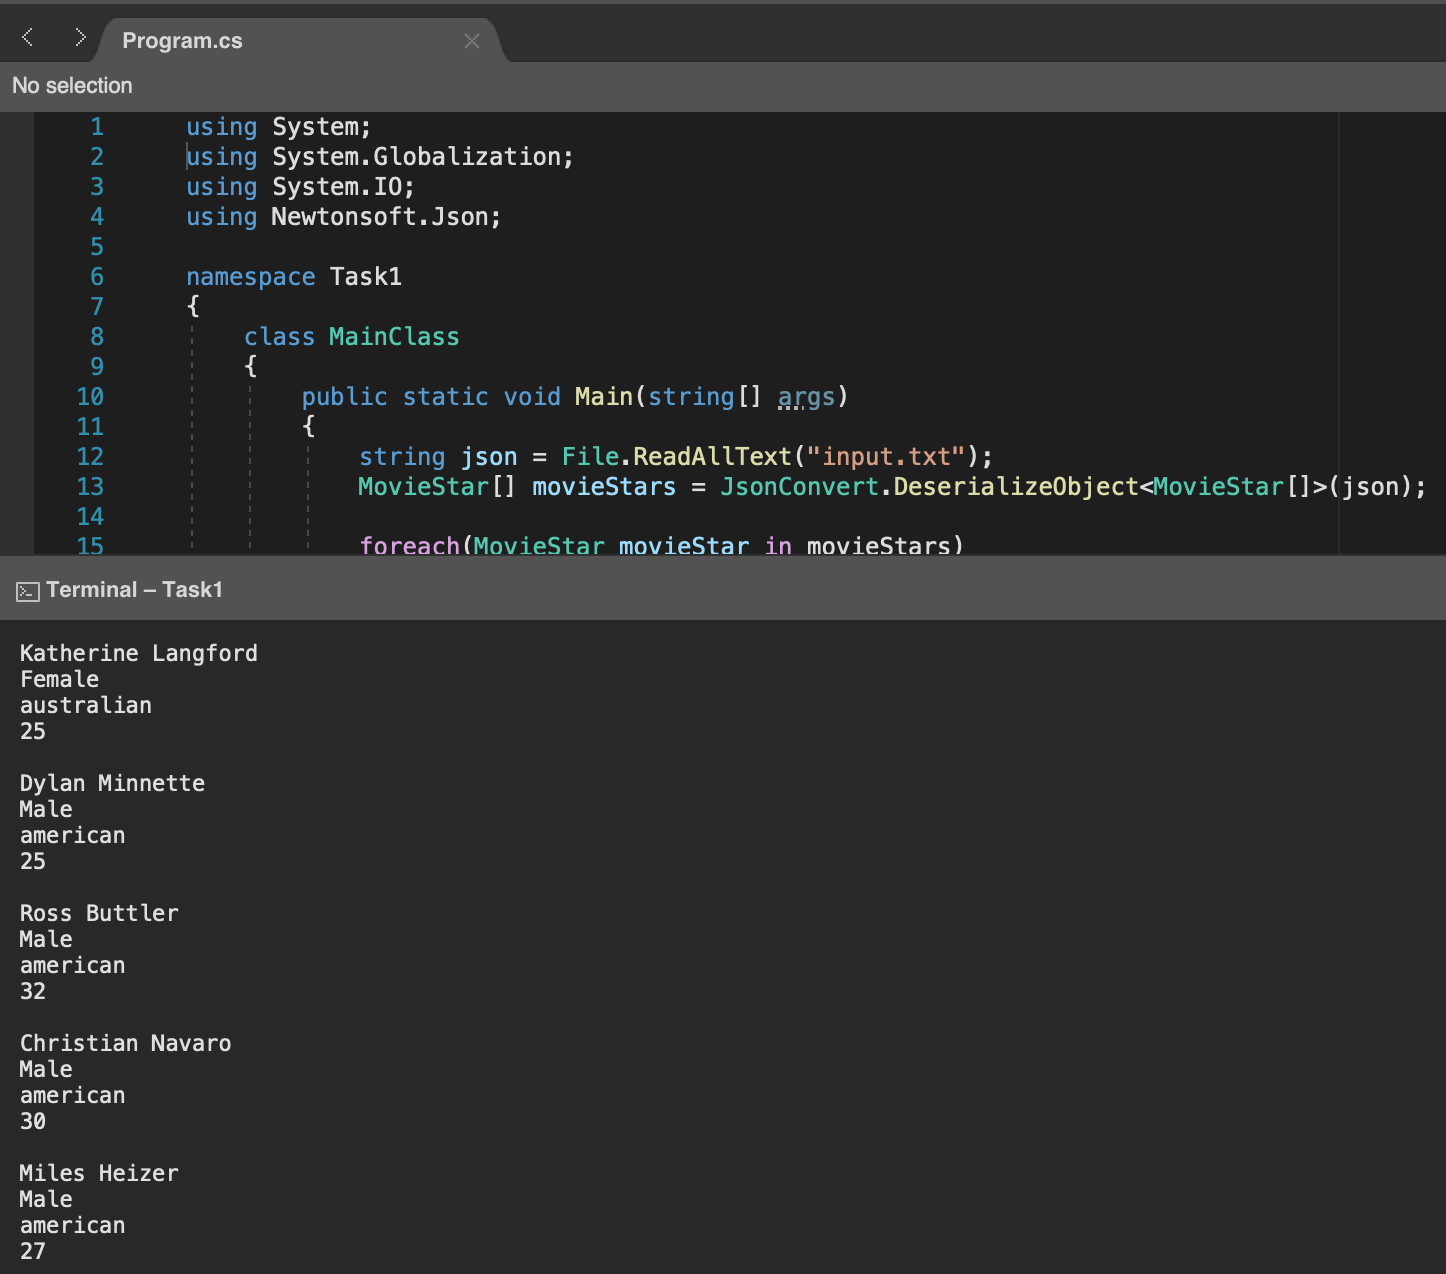 Program.cs
No selection
1 using System;
2 using System.Globalization;
3 using System.IO;
4 using Newtonsoft.Json;
5
6 namespace Task1
7 {
8 class MainClass
9 {
10 public static void Main(string[] args)
11 {
12 string json = File.ReadAllText("input.txt");
13 MovieStar[] movieStars = JsonConvert.DeserializeObject<MovieStar[]>(json);
14
15 foreach(MovieStar movieStar in movieStars)
Terminal – Task1
Katherine Langford
Female
australian
25
Dylan Minnette
Male
american
25
Ross Buttler
Male
american
32
Christian Navaro
Male
american
30
Miles Heizer
Male
american
27